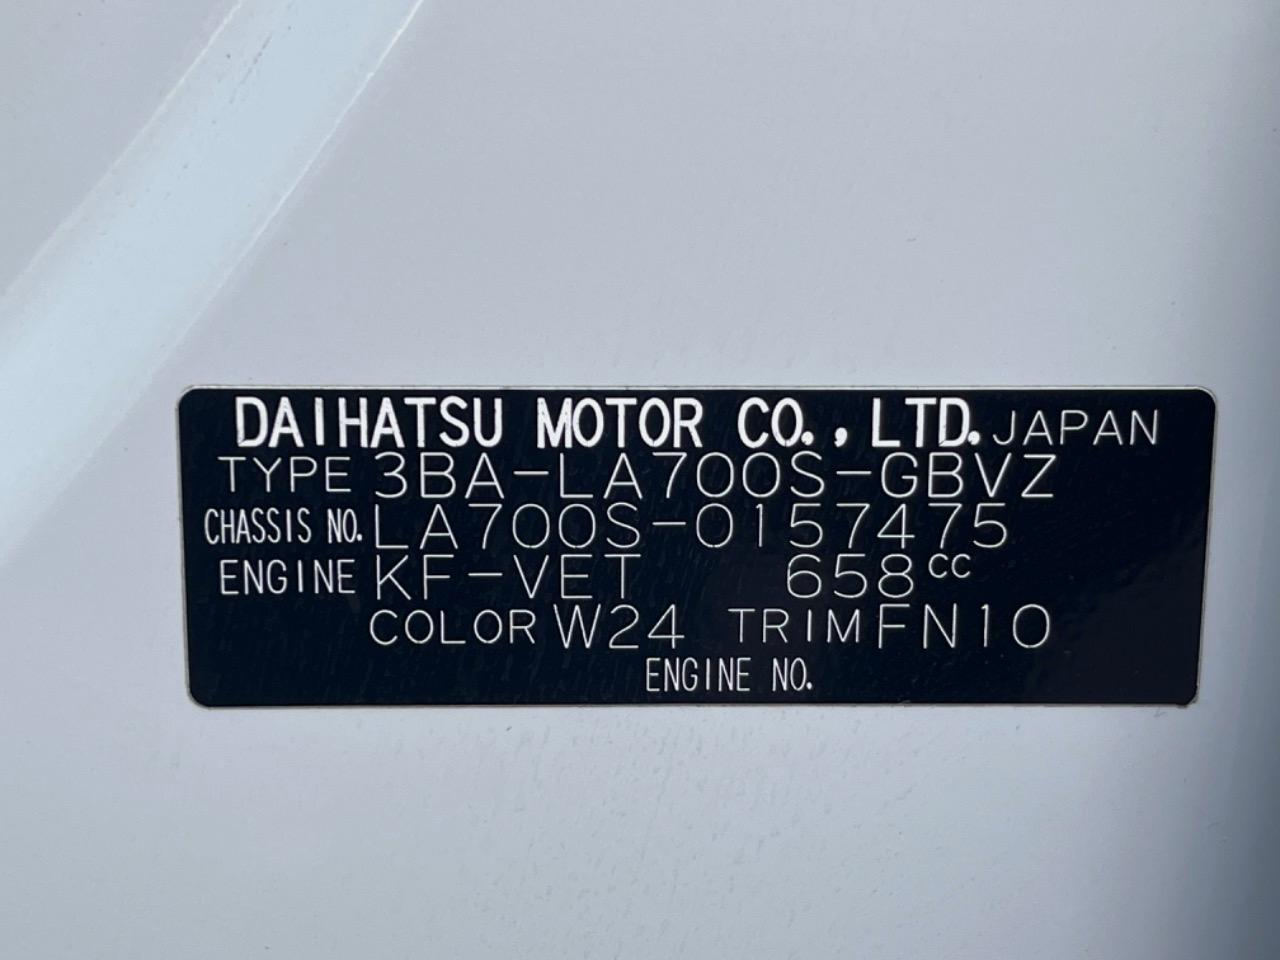 DAIHATSU MOTOR CO., LTD. JAPAN
TYPE 3BA-LA700S-GBVZ
CHASSIS NO. LA700S-0157475
ENGINE KF-VET 658cc
COLOR W24 TRIM FN10
ENGINE NO.